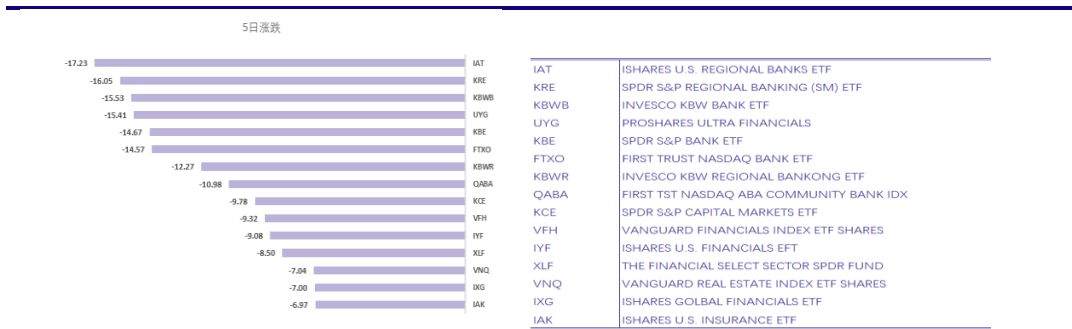 5日涨跌
-17.23 IAT
-16.05 KRE
-15.53 KBWB
-15.41 UYG
-14.67 KBE
-14.57 FTXO
-12.27 KBWR
-10.98 QABA
-9.78 KCE
-9.32 VFH
-9.08 IYF
-8.50 XLF
-7.04 VNQ
-7.00 IXG
-6.97 IAK
IAT ISHARES U.S. REGIONAL BANKS ETF
KRE SPDR S&P REGIONAL BANKING (SM) ETF
KBWB INVESCO KBW BANK ETF
UYG PROSHARES ULTRA FINANCIALS
KBE SPDR S&P BANK ETF
FTXO FIRST TRUST NASDAQ BANK ETF
KBWR INVESCO KBW REGIONAL BANKONG ETF
QABA FIRST TST NASDAQ ABA COMMUNITY BANK IDX
KCE SPDR S&P CAPITAL MARKETS ETF
VFH VANGUARD FINANCIALS INDEX ETF SHARES
IYF ISHARES U.S. FINANCIALS EFT
XLF THE FINANCIAL SELECT SECTOR SPDR FUND
VNQ VANGUARD REAL ESTATE INDEX ETF SHARES
IXG ISHARES GOLBAL FINANCIALS ETF
IAK ISHARES U.S. INSURANCE ETF